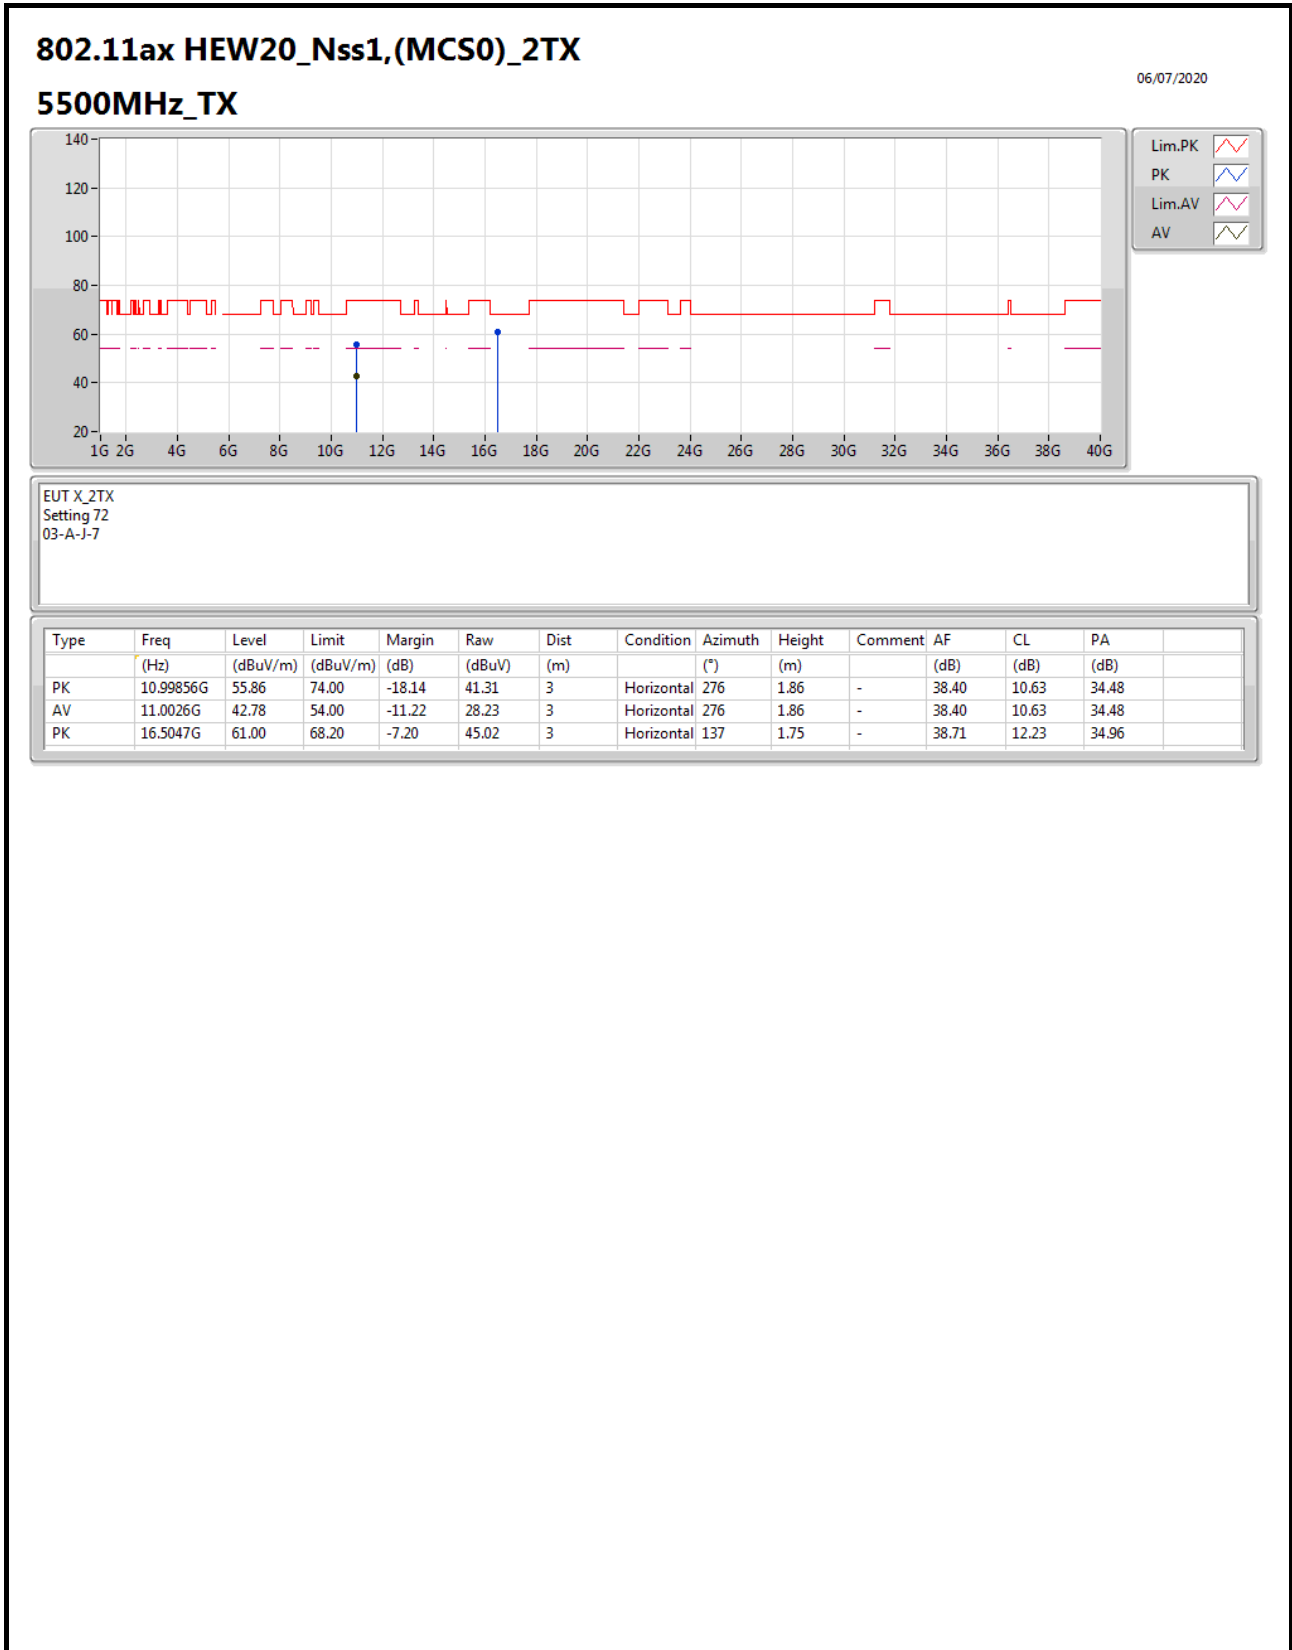 802.11ax HEW20_Nss1,(MCS0)_2TX
06/07/2020
5500MHz_TX
140
120
100
80
60
40
20
1G 2G 4G 6G 8G 10G 12G 14G 16G 18G 20G 22G 24G 26G 28G 30G 32G 34G 36G 38G 40G
Lim.PK
PK
Lim.AV
AV
EUT X_2TX
Setting 72
03-A-J-7
Type Freq Level Limit Margin Raw Dist Condition Azimuth Height Comment AF CL PA
(Hz) (dBuV/m) (dBuV/m) (dB) (dBuV) (m) (°) (m) (dB) (dB) (dB)
PK 10.99856G 55.86 74.00 -18.14 41.31 3 Horizontal 276 1.86 - 38.40 10.63 34.48
AV 11.0026G 42.78 54.00 -11.22 28.23 3 Horizontal 276 1.86 - 38.40 10.63 34.48
PK 16.5047G 61.00 68.20 -7.20 45.02 3 Horizontal 137 1.75 - 38.71 12.23 34.96